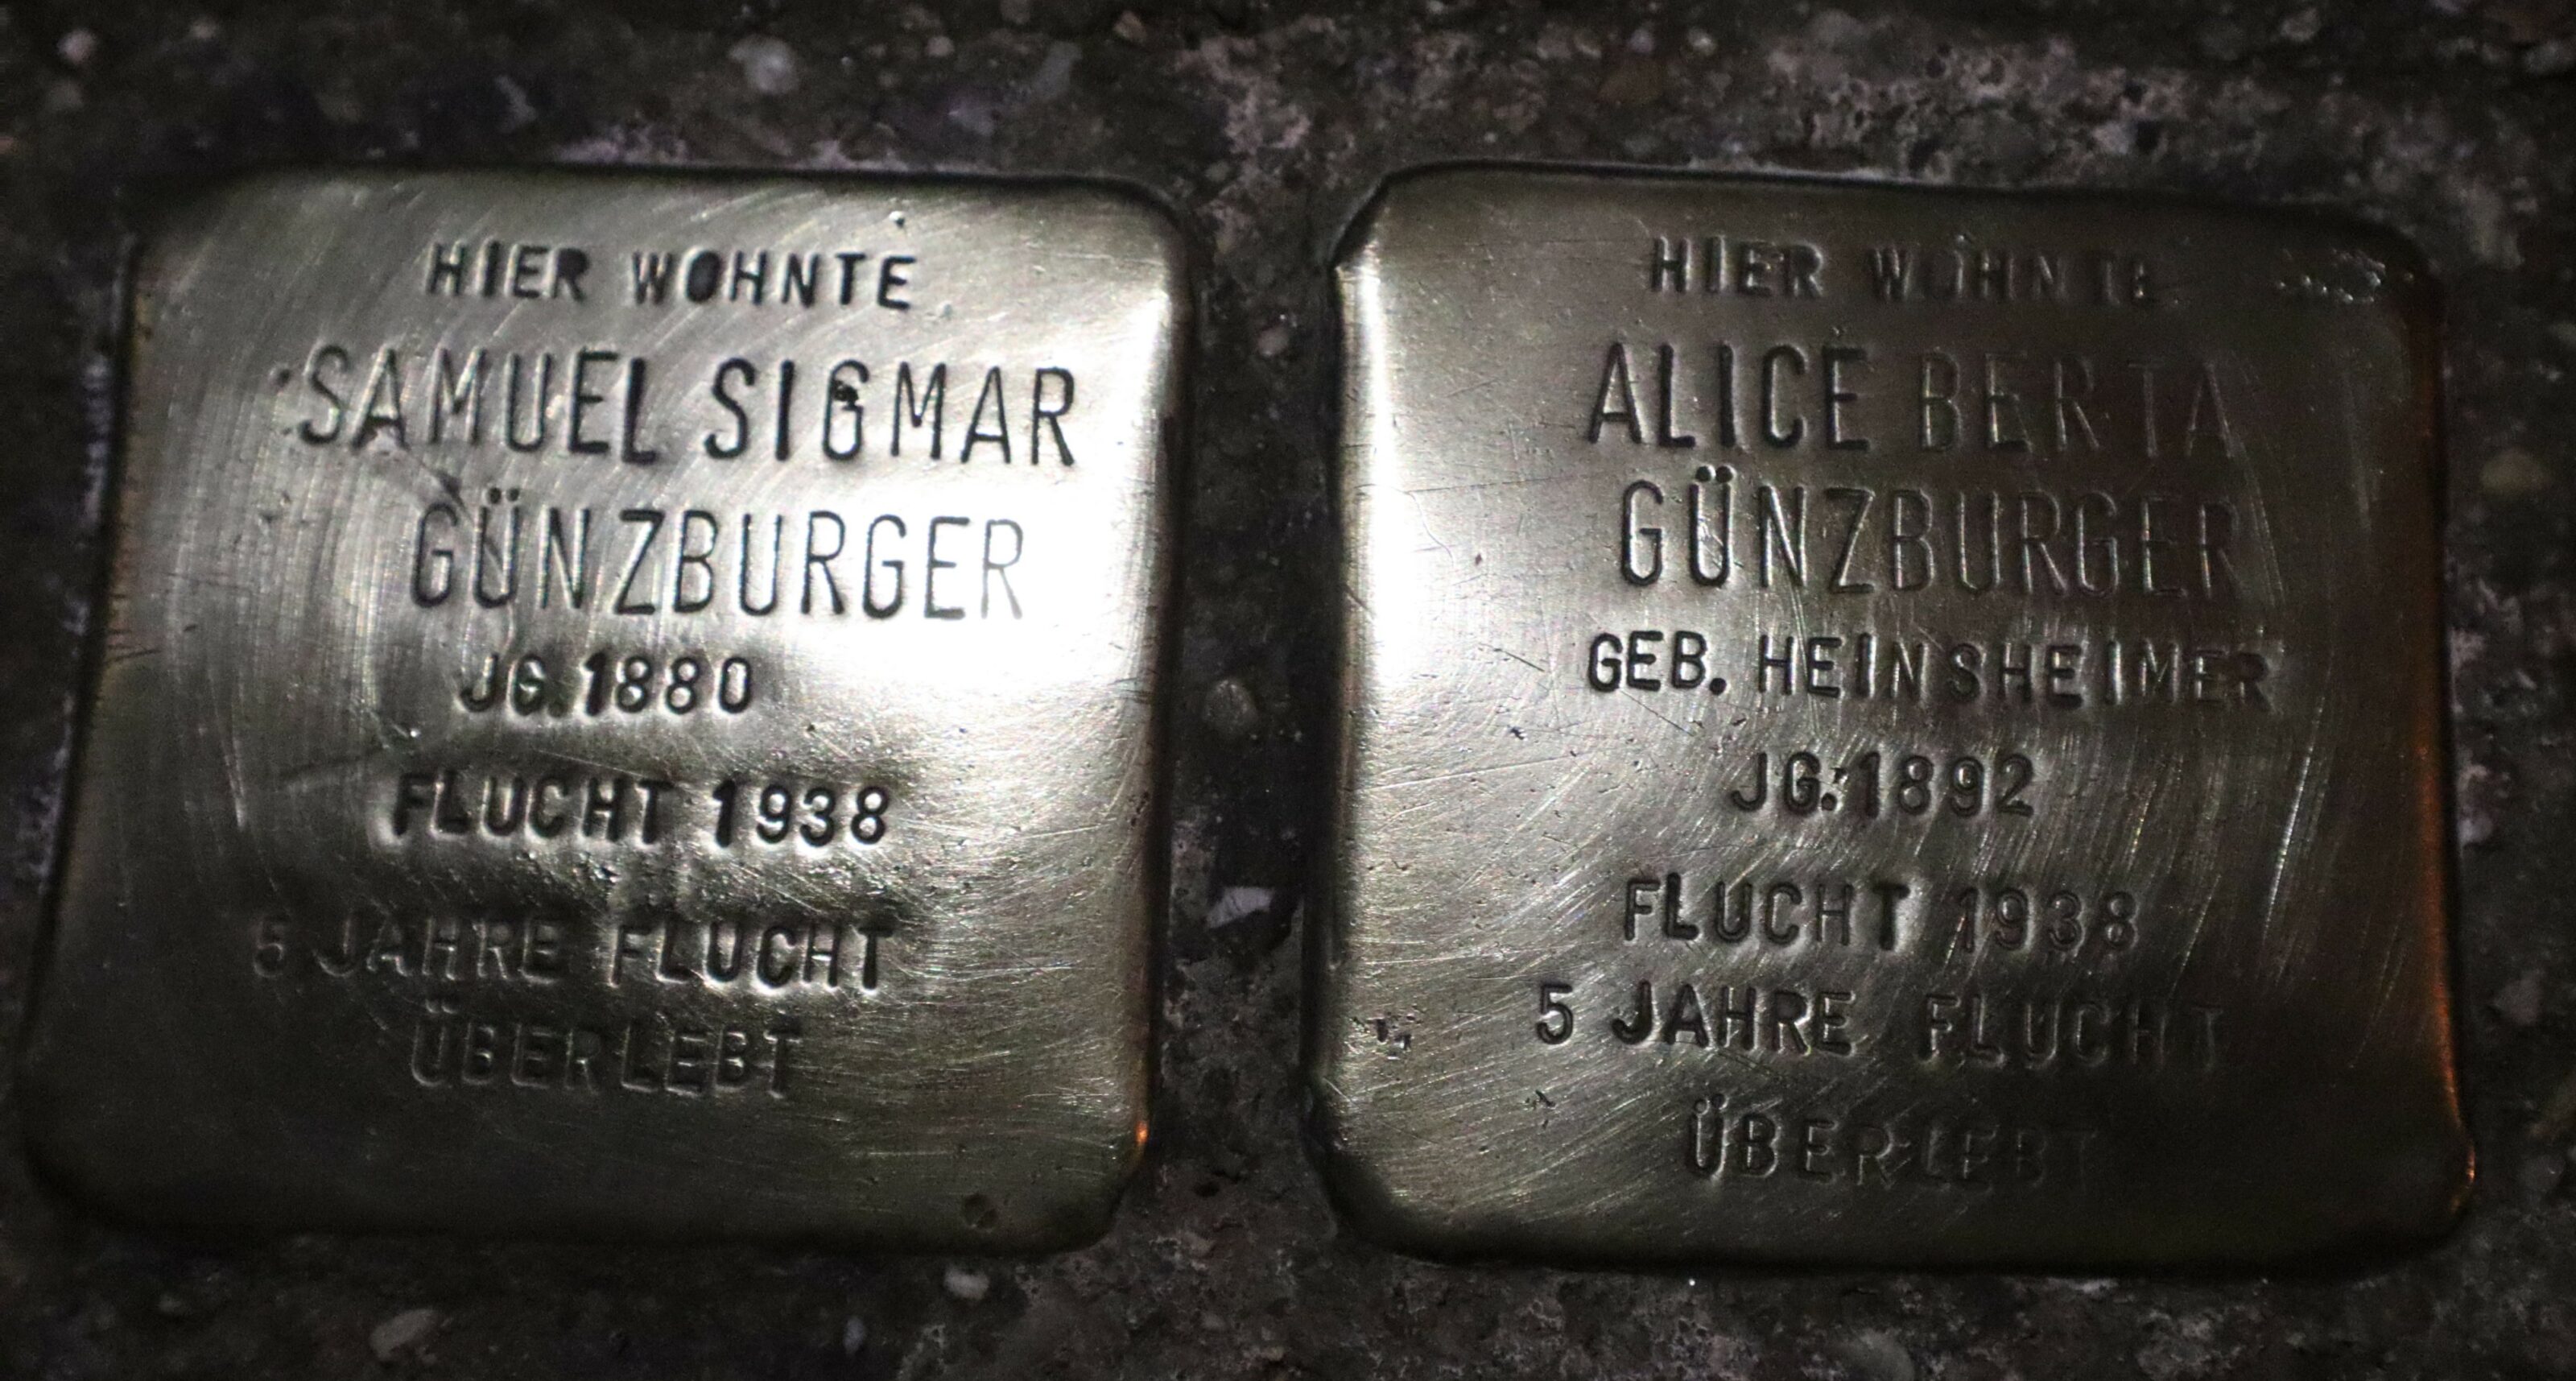 HIER WOHNTE
SAMUEL SIGMAR
GÜNZBURGER
JG. 1880
FLUCHT 1938
5 JAHRE FLUCHT
ÜBERLEBT
HIER WOHNTE
ALICE BERTA
GÜNZBURGER
GEB. HEINSHEIMER
JG. 1892
FLUCHT 1938
5 JAHRE FLUCHT
ÜBERLEBT